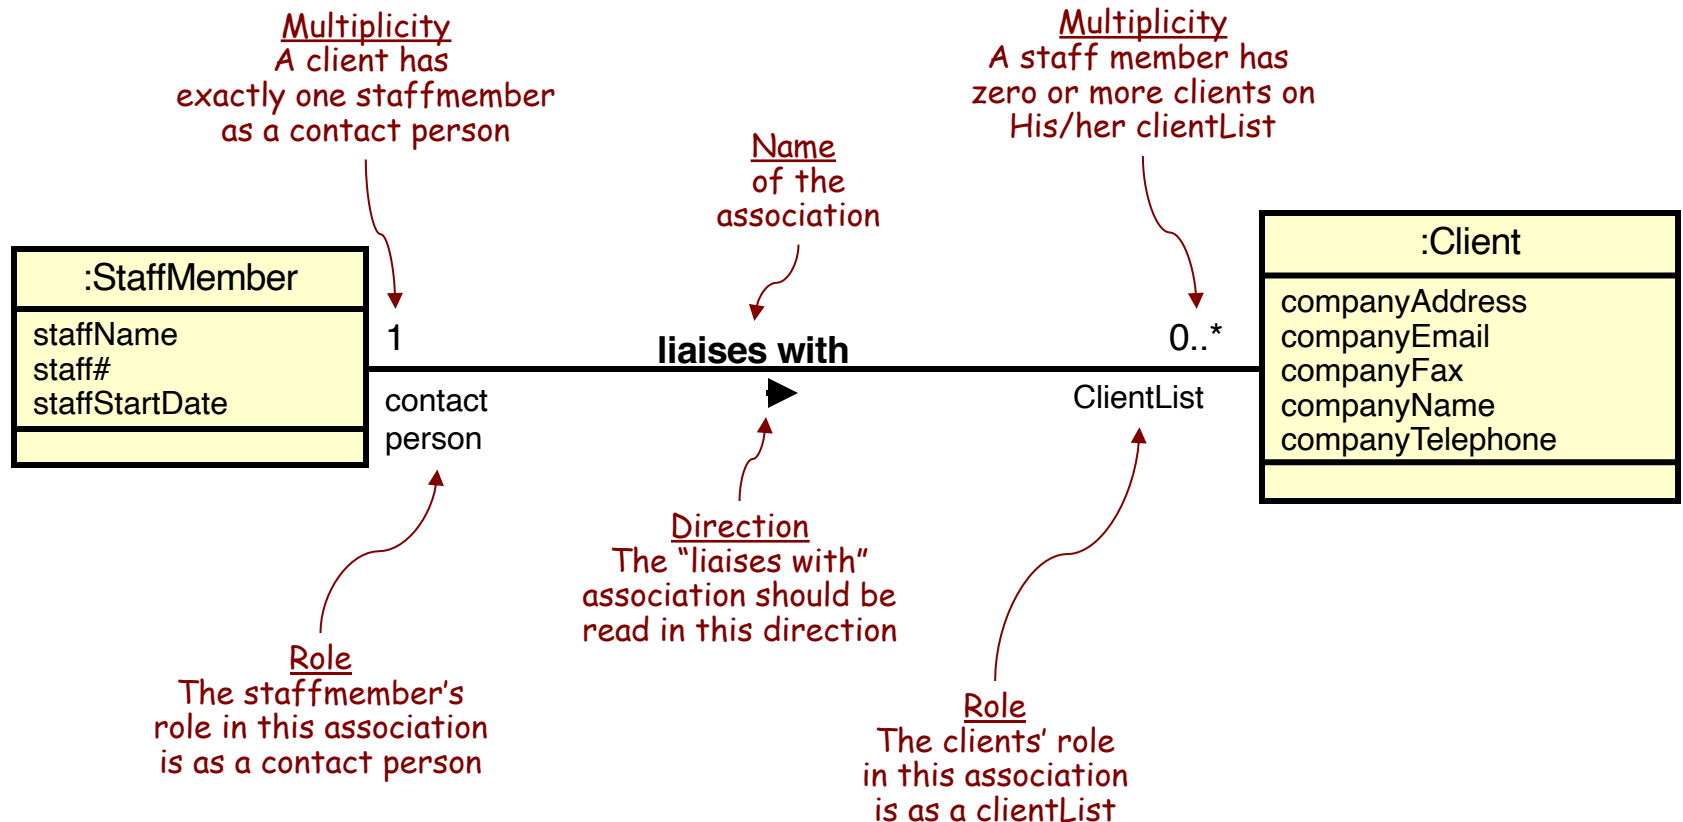 Multiplicity
A client has
exactly one staffmember
as a contact person
Multiplicity
A staff member has
zero or more clients on
His/her clientList
Name
of the
association
:StaffMember
staffName
staff#
staffStartDate
1
contact
person
liaises with
0..*
ClientList
:Client
companyAddress
companyEmail
companyFax
companyName
companyTelephone
Direction
The “liaises with”
association should be
read in this direction
Role
The staffmember’s
role in this association
is as a contact person
Role
The clients’ role
in this association
is as a clientList